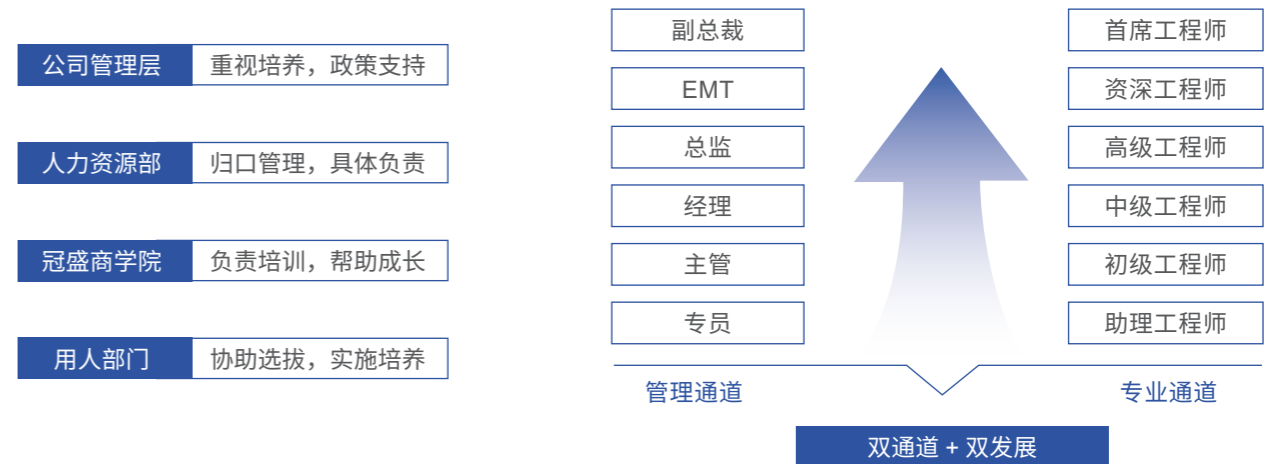 公司管理层 重视培养，政策支持
人力资源部 归口管理，具体负责
冠盛商学院 负责培训，帮助成长
用人部门 协助选拔，实施培养
副总裁
EMT
总监
经理
主管
专员
管理通道
首席工程师
资深工程师
高级工程师
中级工程师
初级工程师
助理工程师
专业通道
双通道 + 双发展